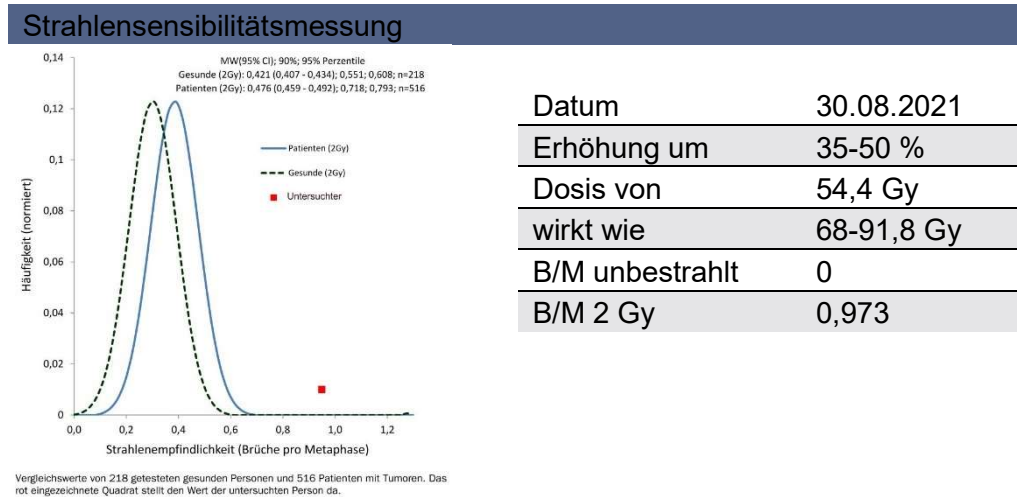 Strahlensensibilitätsmessung
MW(95% CI); 90%; 95% Perzentile
Gesunde (2Gy): 0,421 (0,407 - 0,434); 0,551; 0,608; n=218
Patienten (2Gy): 0,476 (0,459 - 0,492); 0,718; 0,793; n=516
0,14
0,12
0,1
0,08
0,06
0,04
0,02
0
Häufigkeit (normiert)
Patienten (2Gy)
Gesunde (2Gy)
Untersuchter
0,0 0,2 0,4 0,6 0,8 1,0 1,2
Strahlenempfindlichkeit (Brüche pro Metaphase)
Vergleichswerte von 218 getesteten gesunden Personen und 516 Patienten mit Tumoren. Das
rot eingezeichnete Quadrat stellt den Wert der untersuchten Person da.
Datum 30.08.2021
Erhöhung um 35-50 %
Dosis von 54,4 Gy
wirkt wie 68-91,8 Gy
B/M unbestrahlt 0
B/M 2 Gy 0,973